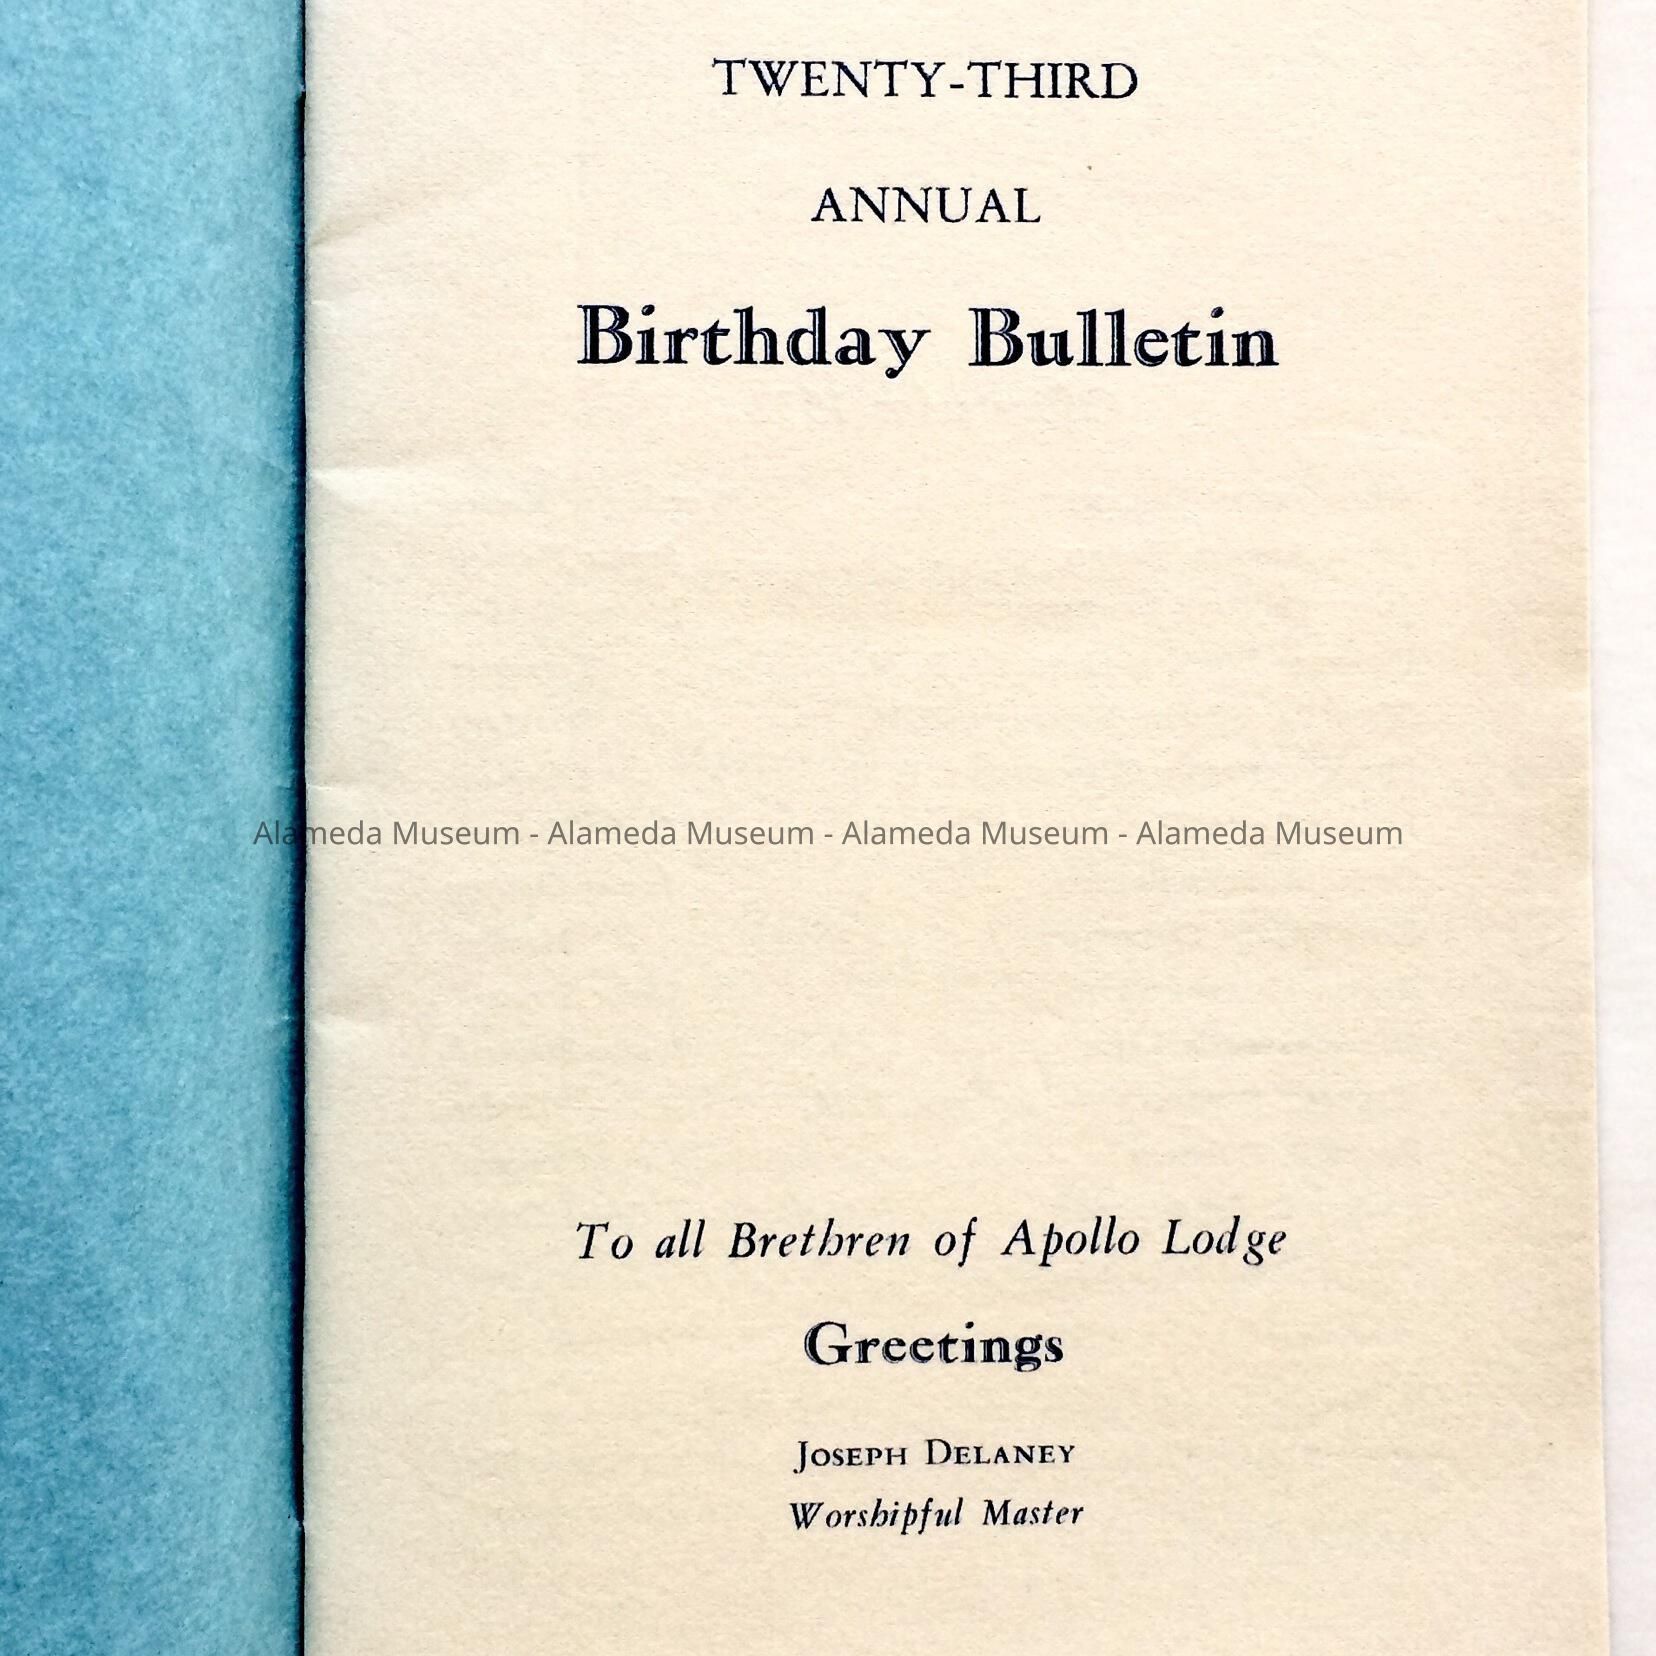 TWENTY-THIRD
ANNUAL
Birthday Bulletin
Alameda Museum - Alameda Museum - Alameda Museum - Alameda Museum
To all Brethren of Apollo Lodge
Greetings
JOSEPH DELANEY
Worshipful Master